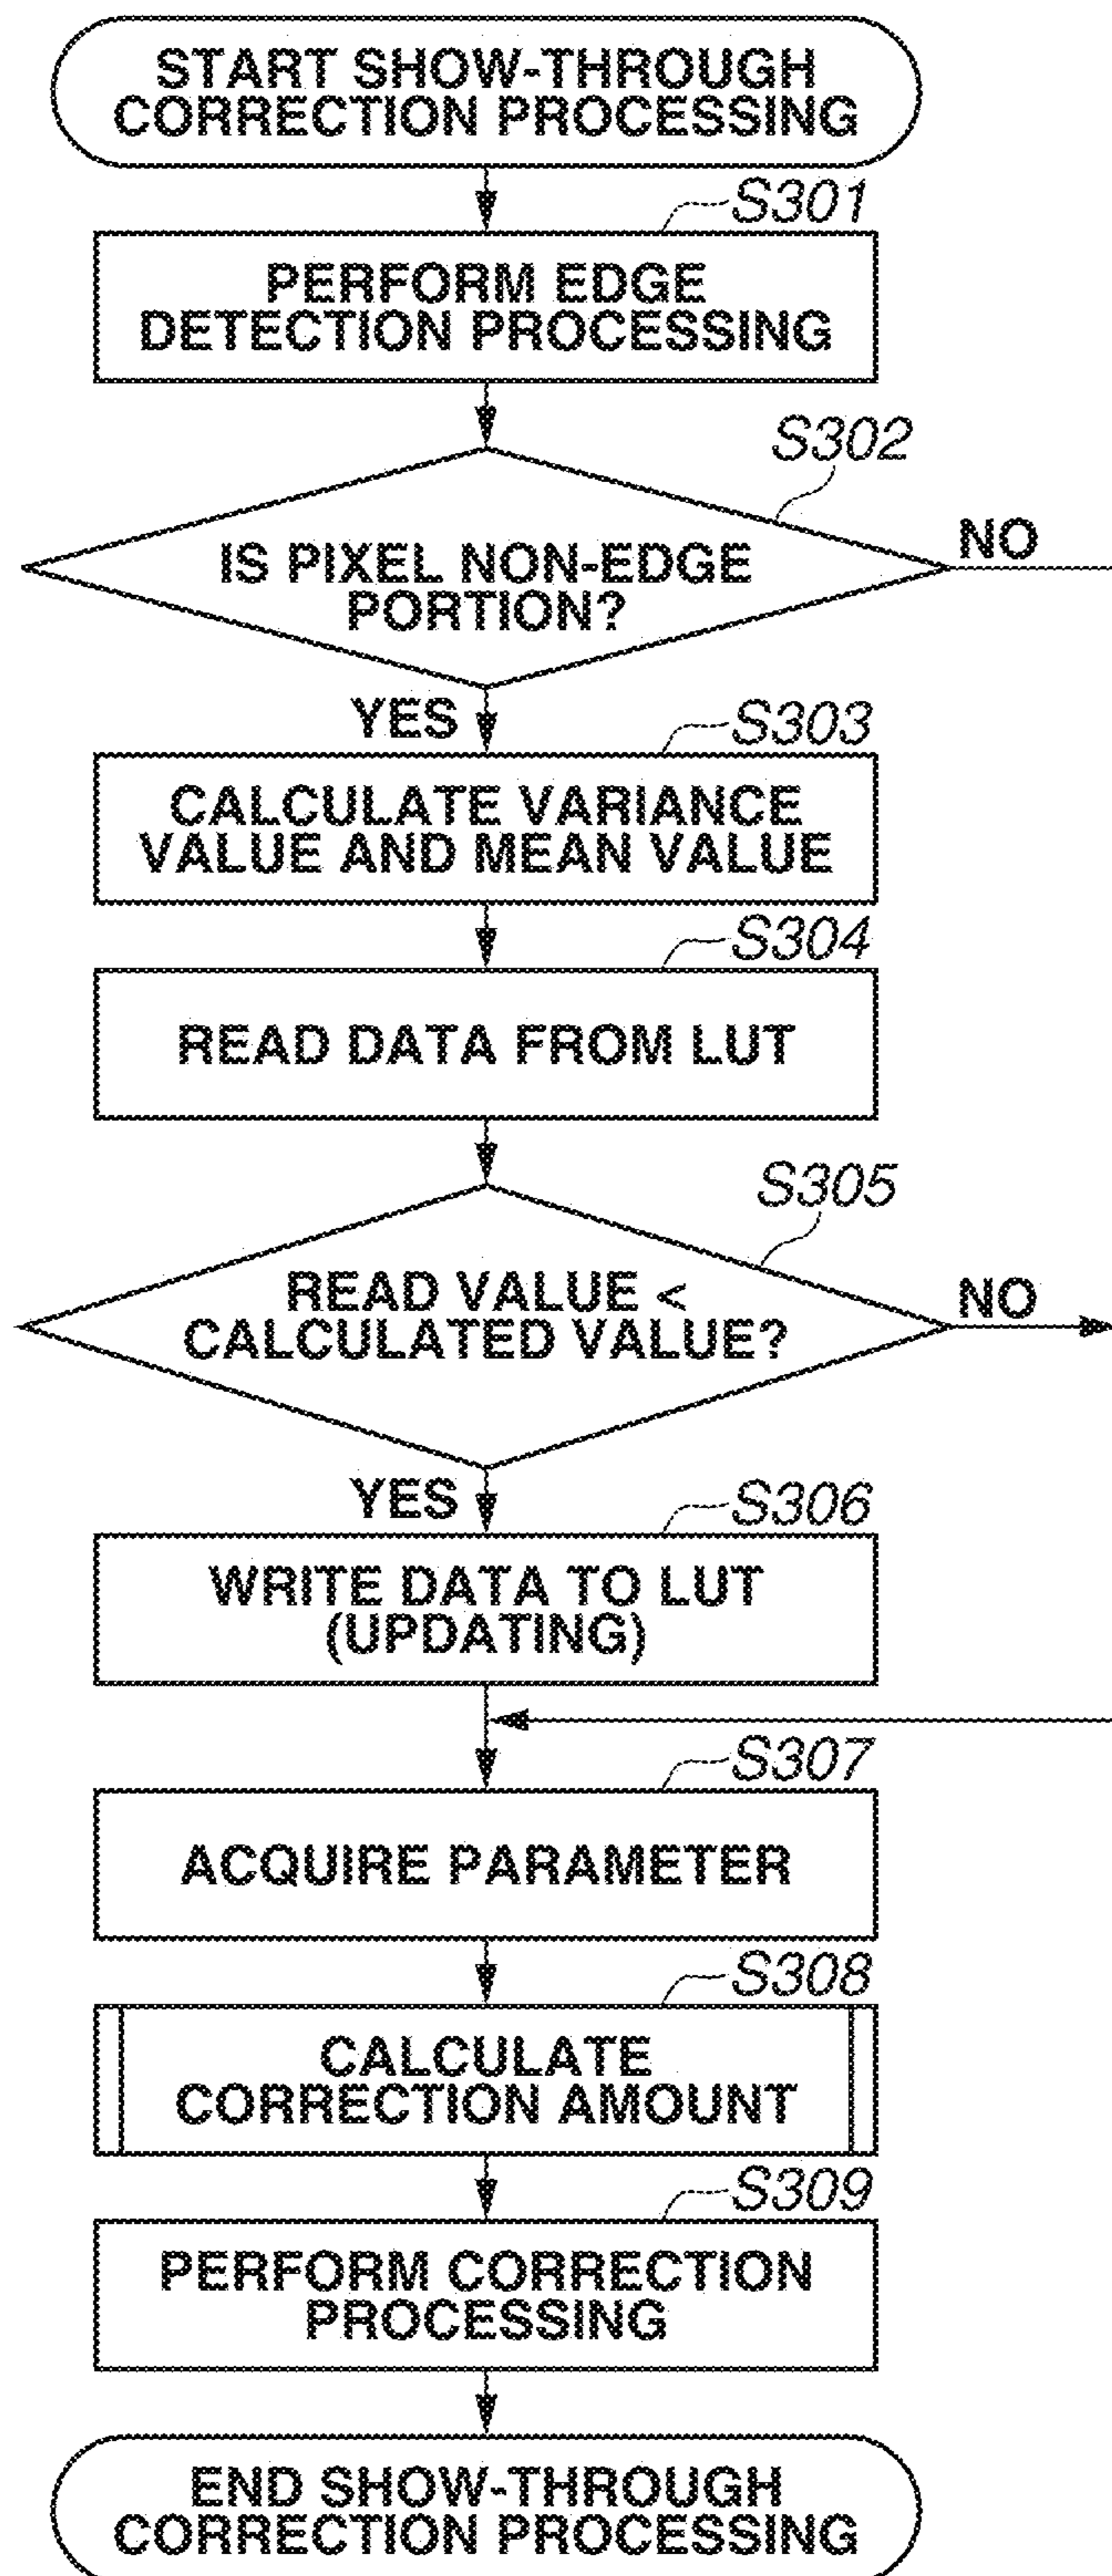 START SHOW-THROUGH
CORRECTION PROCESSING
S301
PERFORM EDGE
DETECTION PROCESSING
S302
IS PIXEL NON-EDGE
PORTION?
NO
YES
S303
CALCULATE VARIANCE
VALUE AND MEAN VALUE
S304
READ DATA FROM LUT
S305
READ VALUE <
CALCULATED VALUE?
NO
YES
S306
WRITE DATA TO LUT
(UPDATING)
S307
ACQUIRE PARAMETER
S308
CALCULATE
CORRECTION AMOUNT
S309
PERFORM CORRECTION
PROCESSING
END SHOW-THROUGH
CORRECTION PROCESSING